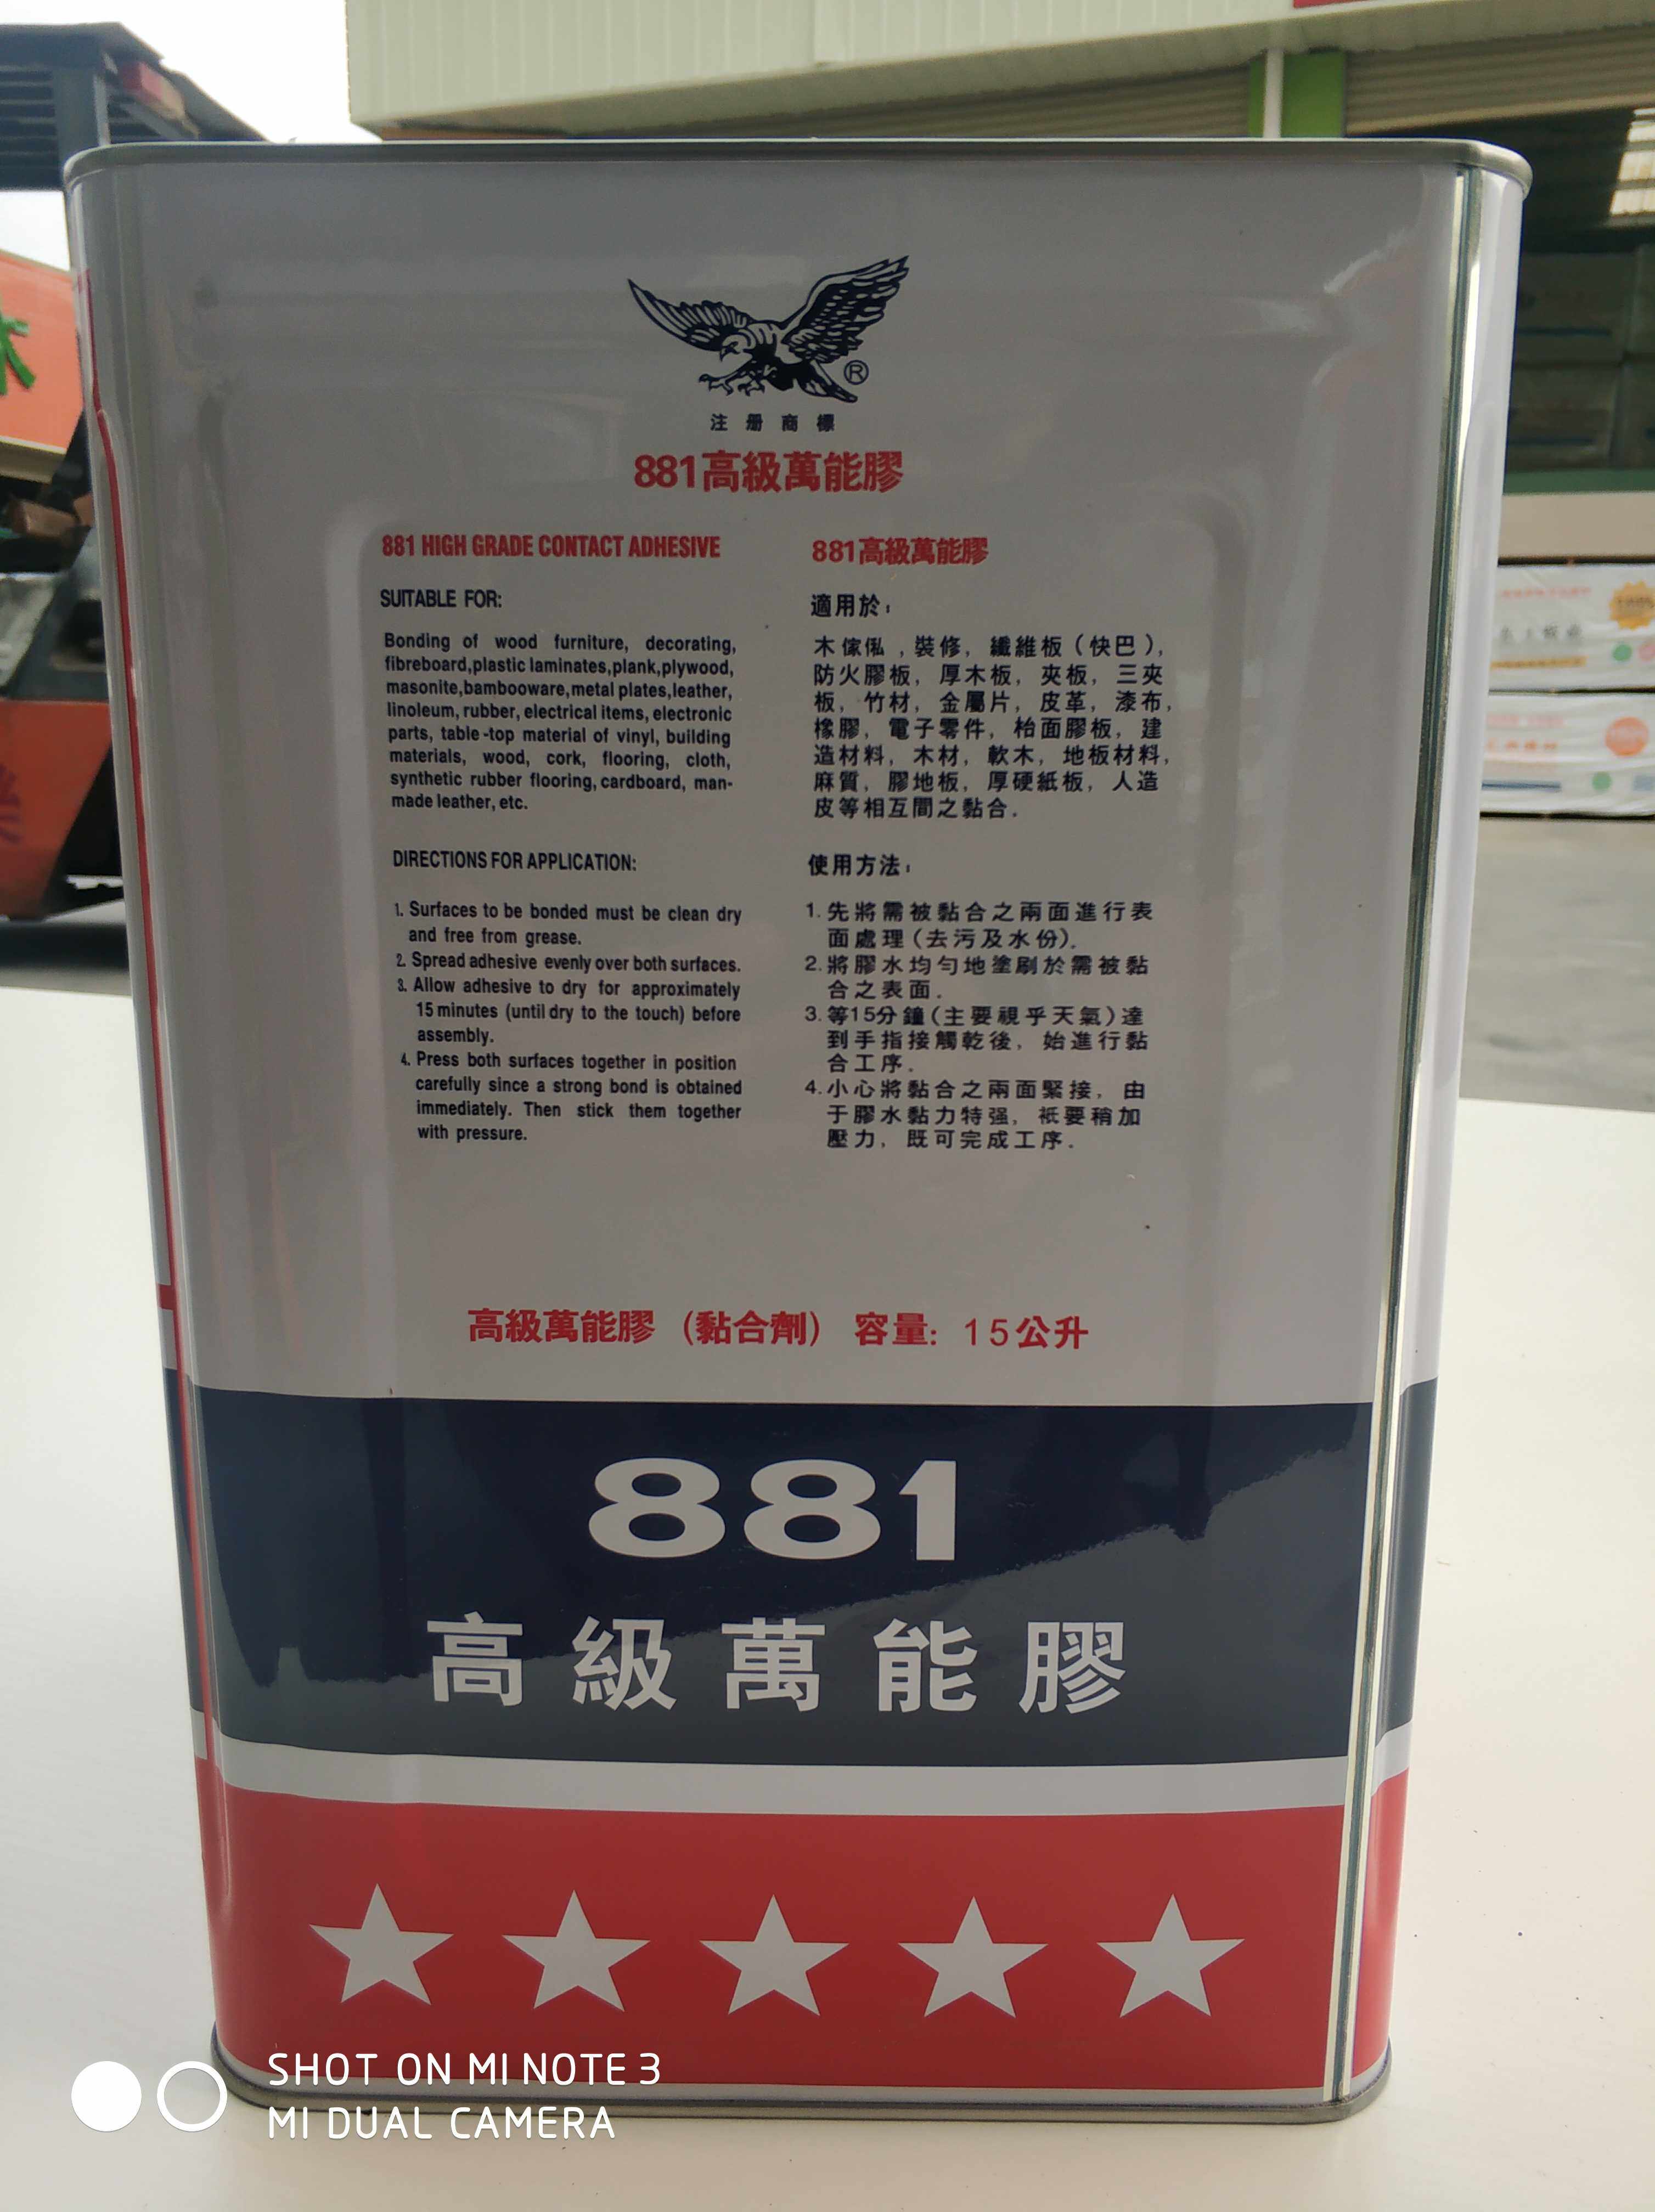 ®
注册商標
881高級萬能膠
881 HIGH GRADE CONTACT ADHESIVE
SUITABLE FOR:
Bonding of wood furniture, decorating,
fibreboard,plastic laminates,plank,plywood,
masonite,bambooware,metal plates,leather,
linoleum, rubber, electrical items, electronic
parts, table-top material of vinyl, building
materials, wood, cork, flooring, cloth,
synthetic rubber flooring, cardboard, man-
made leather, etc.
DIRECTIONS FOR APPLICATION:
1. Surfaces to be bonded must be clean dry
and free from grease.
2. Spread adhesive evenly over both surfaces.
3. Allow adhesive to dry for approximately
15 minutes (until dry to the touch) before
assembly.
4. Press both surfaces together in position
carefully since a strong bond is obtained
immediately. Then stick them together
with pressure.
881高級萬能膠
適用於：
木傢俬，裝修，纖維板（快巴），
防火膠板，厚木板，夾板，三夾
板，竹材，金屬片，皮革，漆布，
橡膠，電子零件，枱面膠板，建
造材料，木材，軟木，地板材料，
麻質，膠地板，厚硬紙板，人造
皮等相互間之黏合．
使用方法：
1.先將需被黏合之兩面進行表
面處理（去污及水份）．
2.將膠水均勻地塗刷於需被黏
合之表面．
3.等15分鐘（主要視乎天氣）達
到手指接觸乾後，始進行黏
合工序．
4.小心將黏合之兩面緊接，由
于膠水黏力特强，祇要稍加
壓力，既可完成工序．
高級萬能膠（黏合劑）容量：15公升
881
高級萬能膠
SHOT ON MI NOTE 3
MI DUAL CAMERA